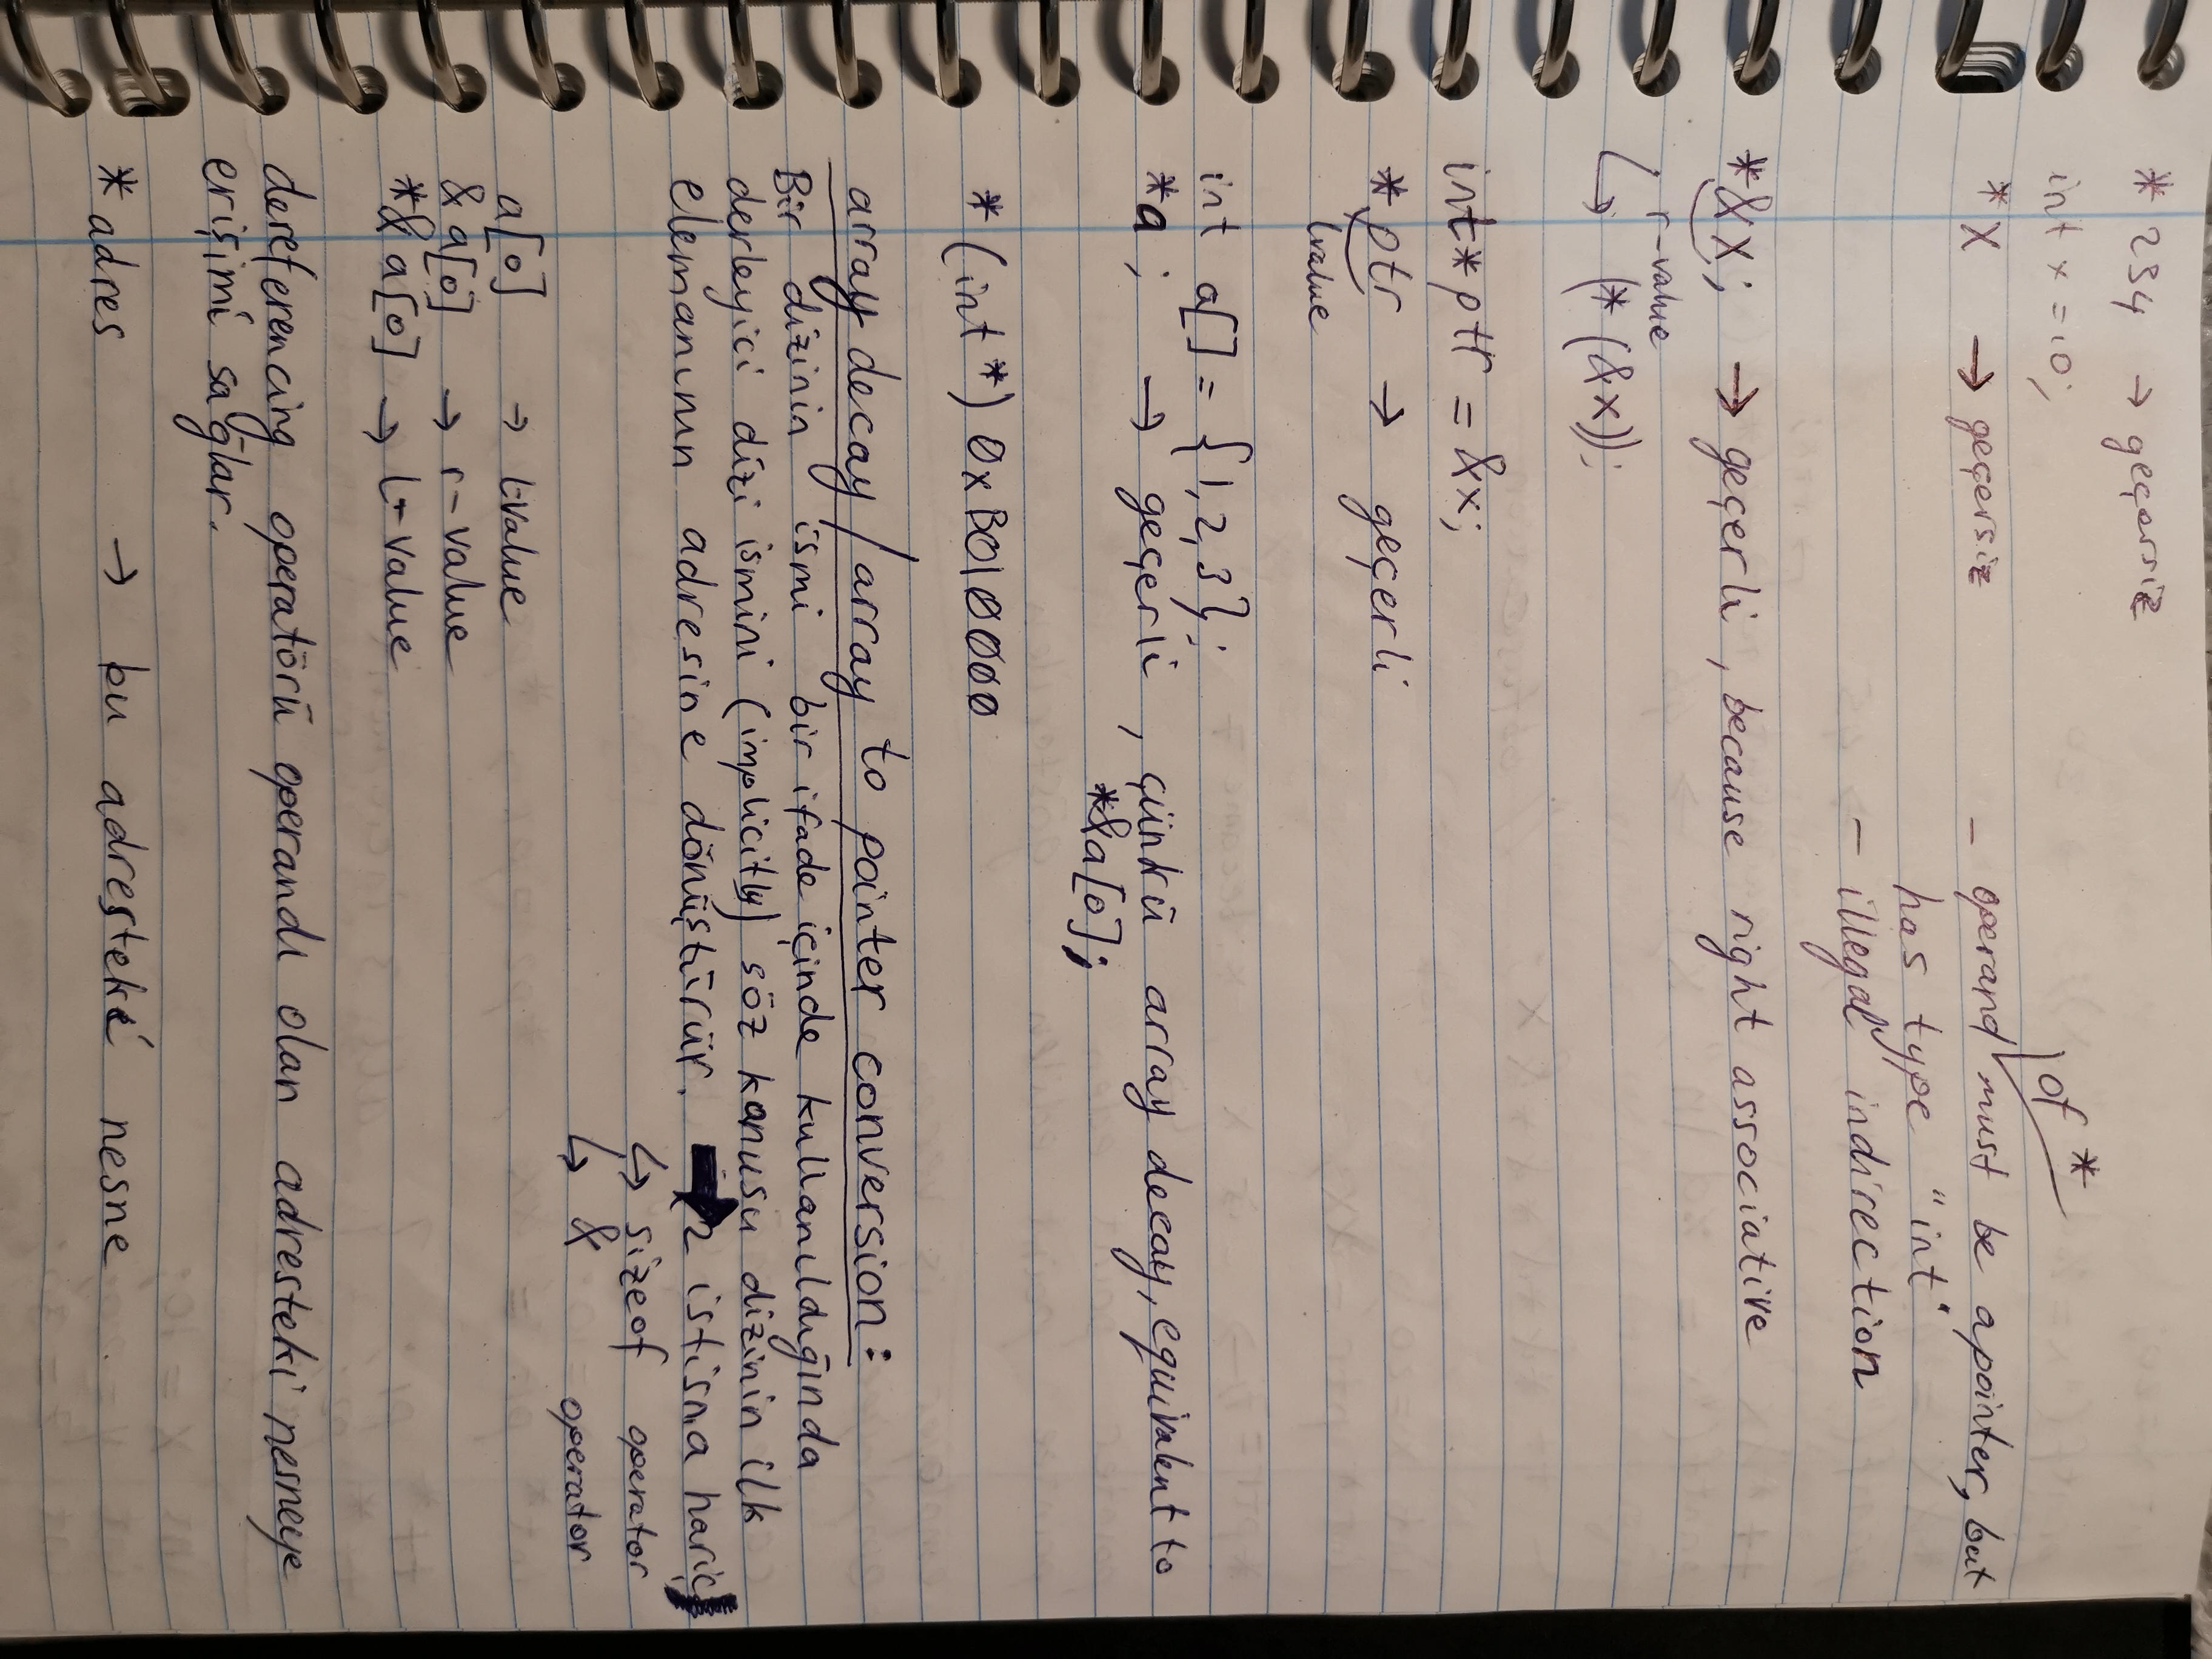 * 234 → geçersiz
int x = 10;
of *
* X → geçersiz - operand must be a pointer, but
has type "int"
- illegal indirection
*&x; → geçerli, because right associative
r-value
↳ (* (&x));
int* ptr = &x;
* ptr → geçerli
lvalue
int a[] = {1,2,3};
*a ; → geçerli, çünkü array decay, equivalent to
*&a[0];
* (int *) 0xB010000
array decay / array to pointer conversion:
Bir dizinin ismi bir ifade içinde kullanıldığında
derleyici dizi ismini (implicitly) söz konusu dizinin ilk
elemanının adresine dönüştürür. → 2 istisna hariç
↳ sizeof operator
↳ & operator
a[0] → L-value
& a[0] → r-value
*& a[0] → L-value
dereferencing operatörü operandı olan adresteki nesneye
erişimi sağlar.
* adres → bu adresteki nesne